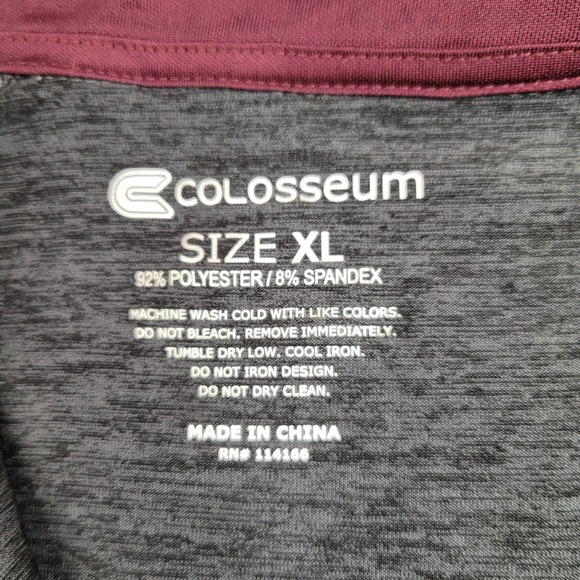 COLOSSEUM
SIZE XL
92% POLYESTER / 8% SPANDEX
MACHINE WASH COLD WITH LIKE COLORS.
DO NOT BLEACH. REMOVE IMMEDIATELY.
TUMBLE DRY LOW. COOL IRON.
DO NOT IRON DESIGN.
DO NOT DRY CLEAN.
MADE IN CHINA
RN# 114166